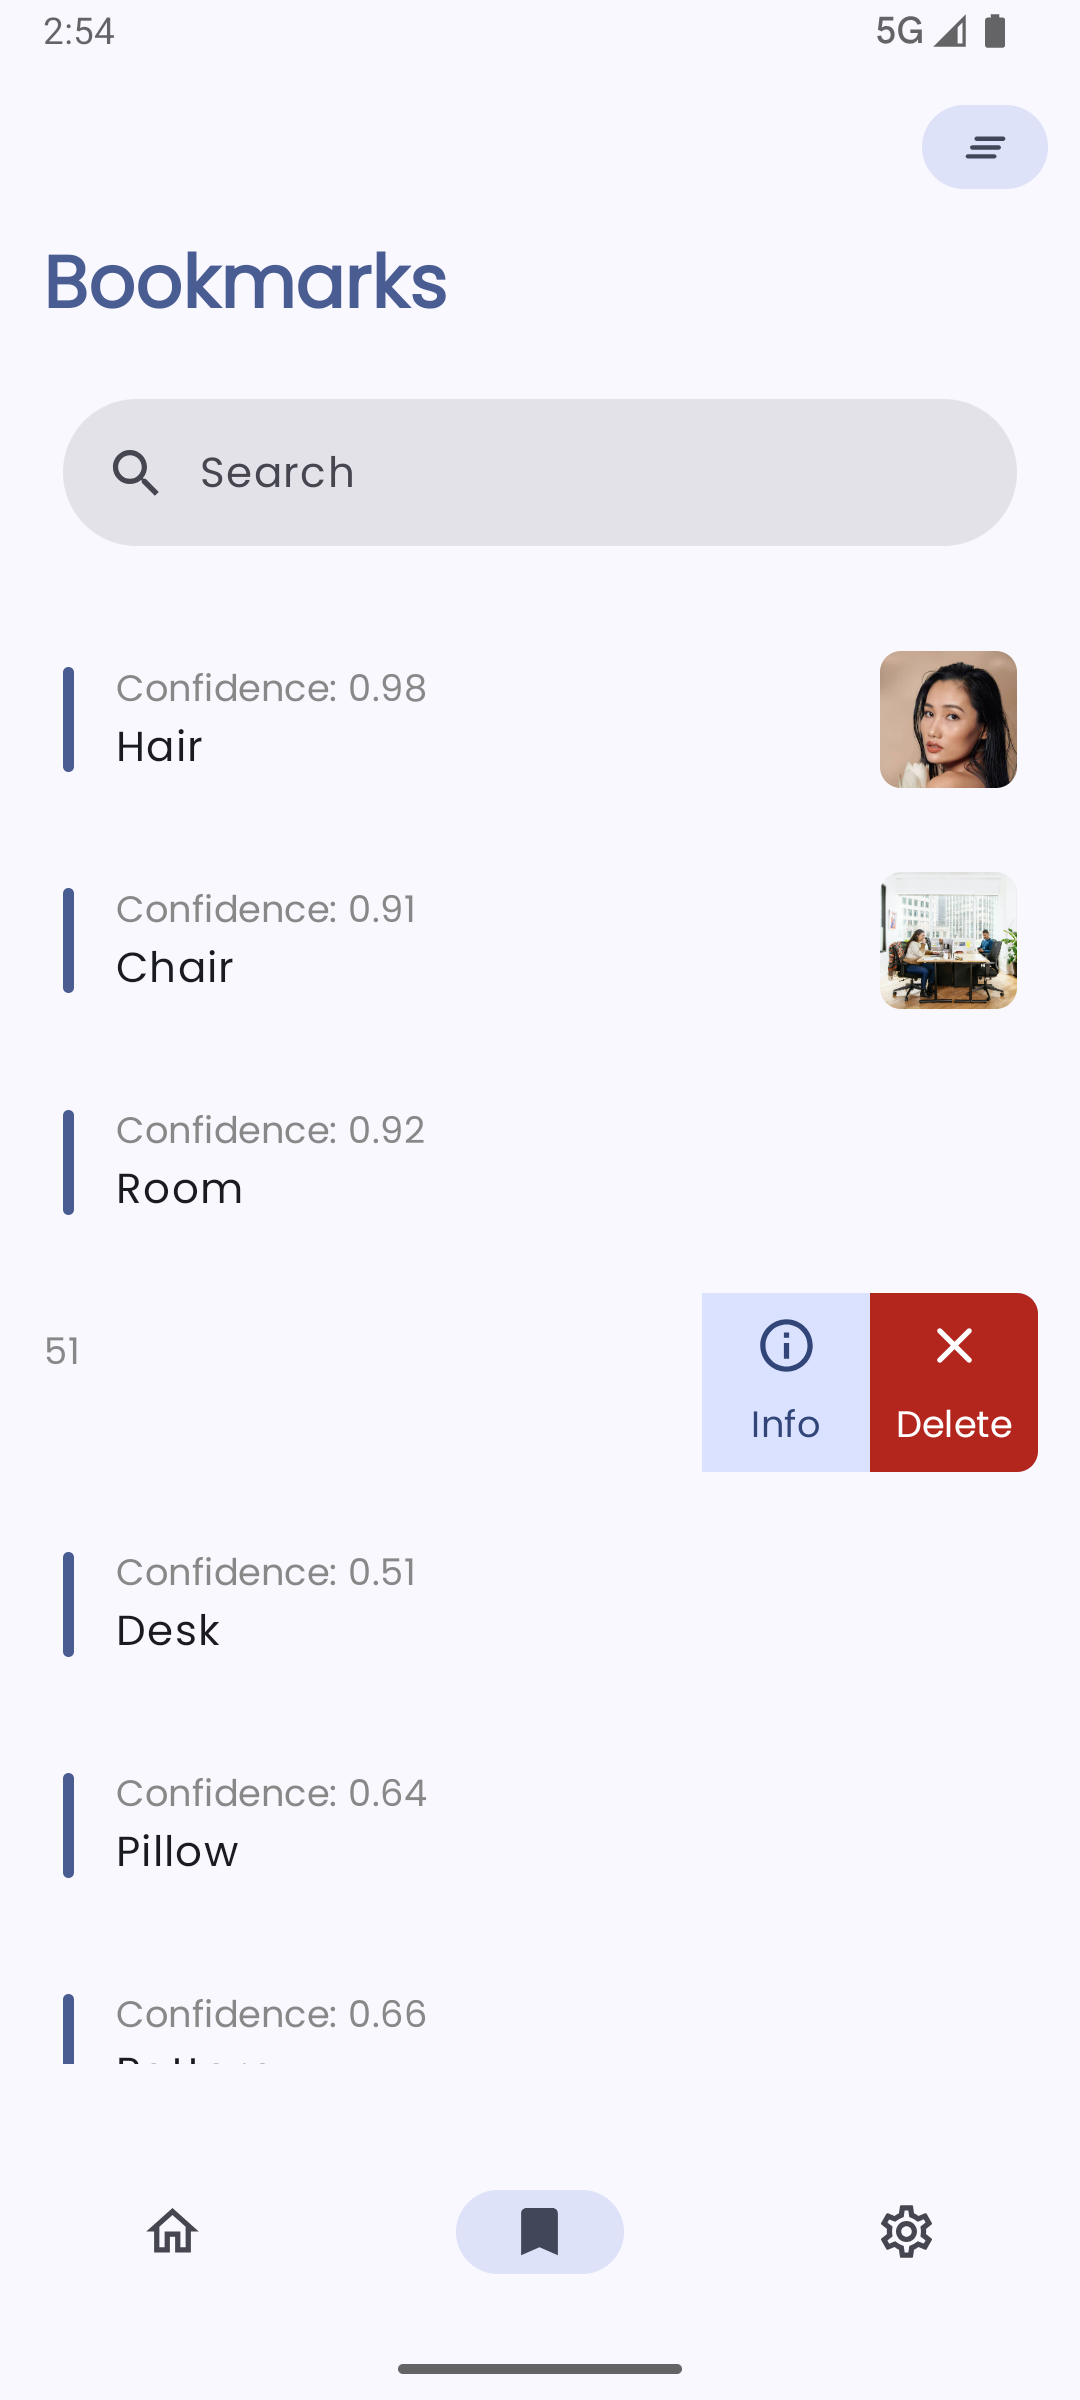 2:54
5G
Bookmarks
Search
Confidence: 0.98
Hair
Confidence: 0.91
Chair
Confidence: 0.92
Room
51
Info
Delete
Confidence: 0.51
Desk
Confidence: 0.64
Pillow
Confidence: 0.66